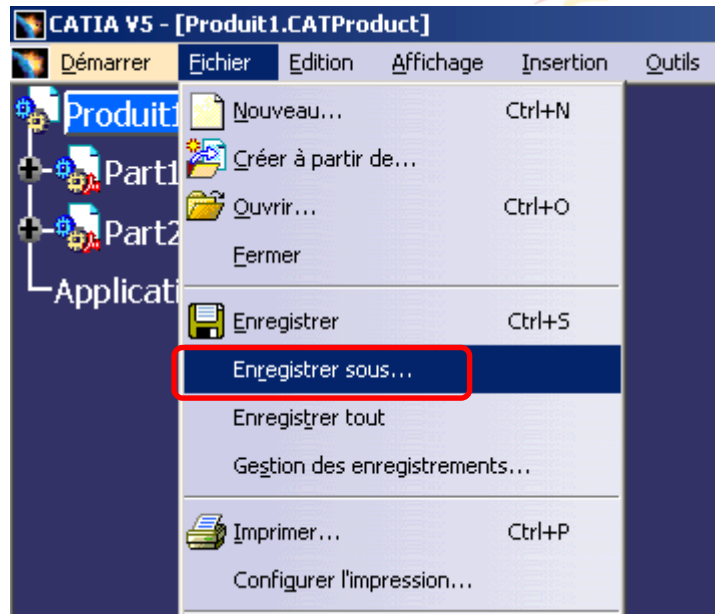 CATIA V5 - [Produit1.CATProduct]
Démarrer Fichier Edition Affichage Insertion Outils
Produit1
Part1
Part2
Applicati
Nouveau... Ctrl+N
Créer à partir de...
Ouvrir... Ctrl+O
Fermer
Enregistrer Ctrl+S
Enregistrer sous...
Enregistrer tout
Gestion des enregistrements...
Imprimer... Ctrl+P
Configurer l'impression...